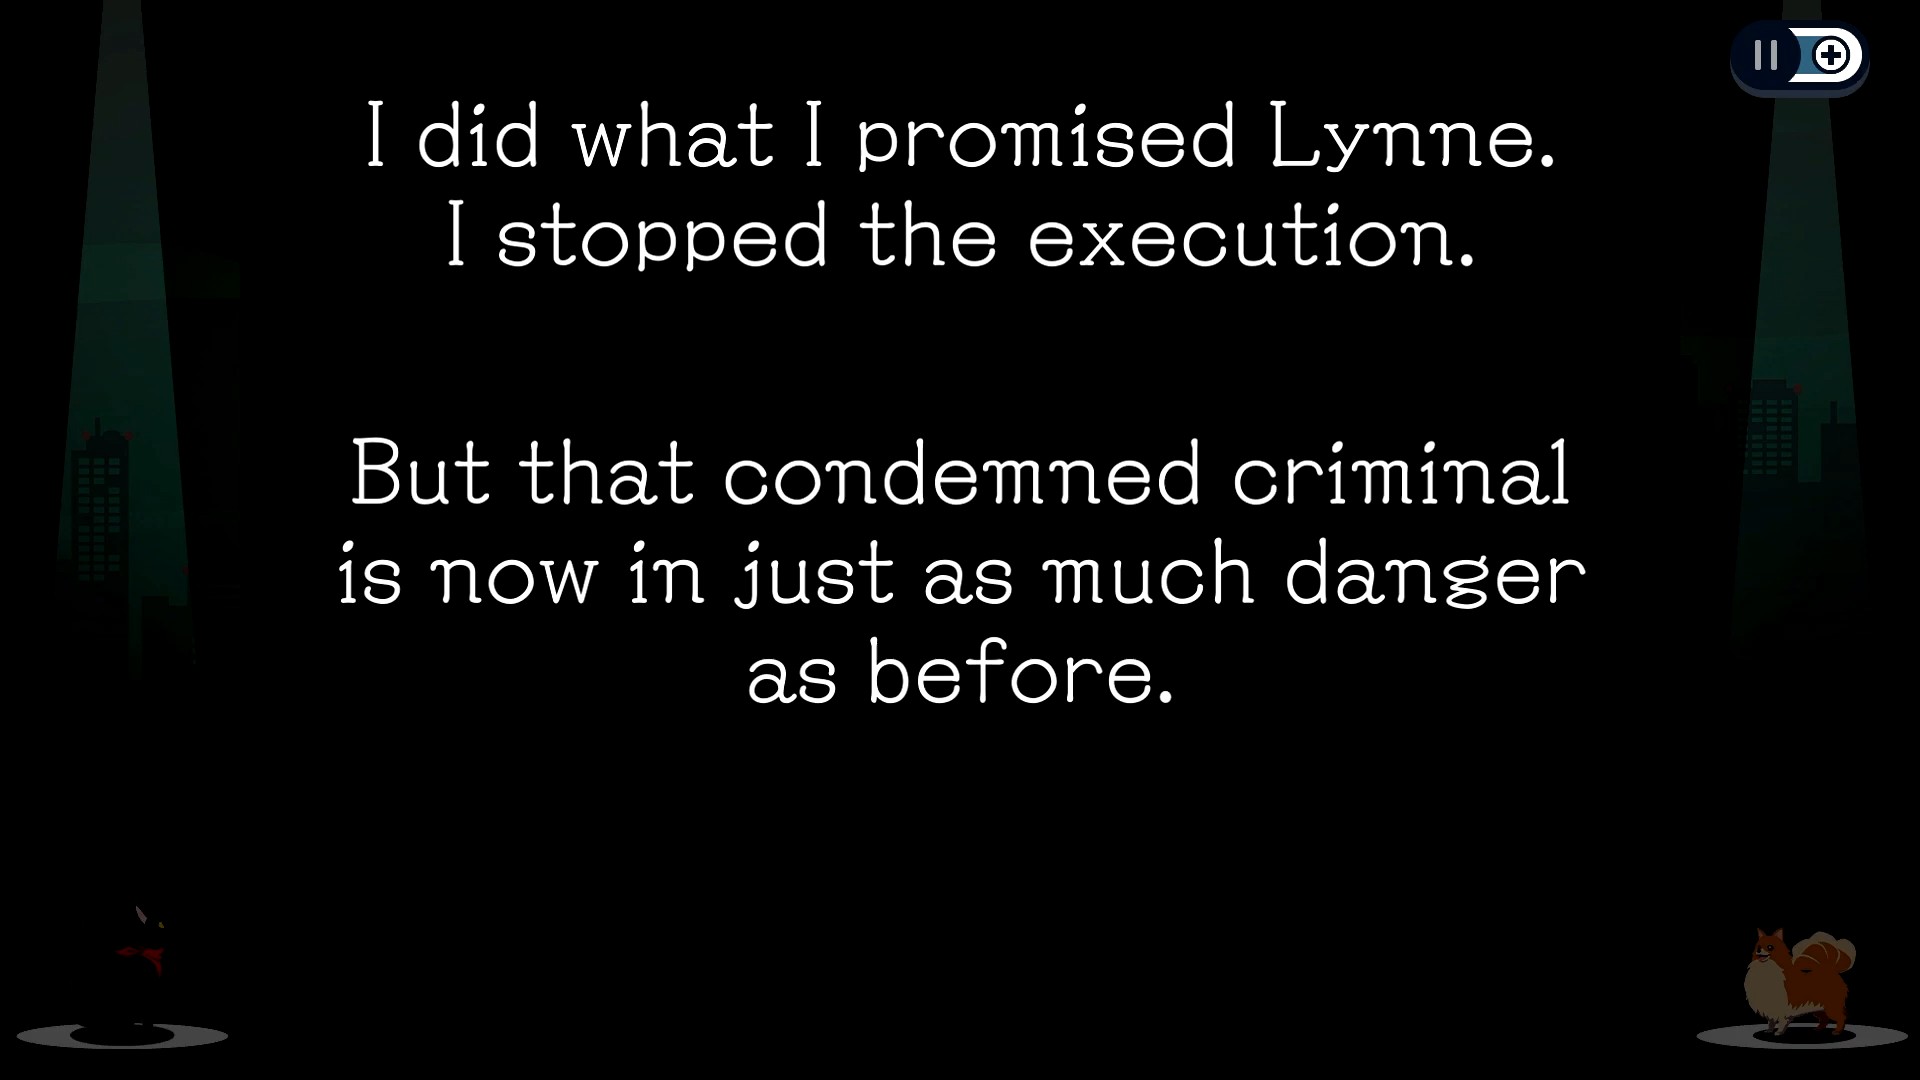 I did what I promised Lynne.
I stopped the execution.
But that condemned criminal
is now in just as much danger
as before.